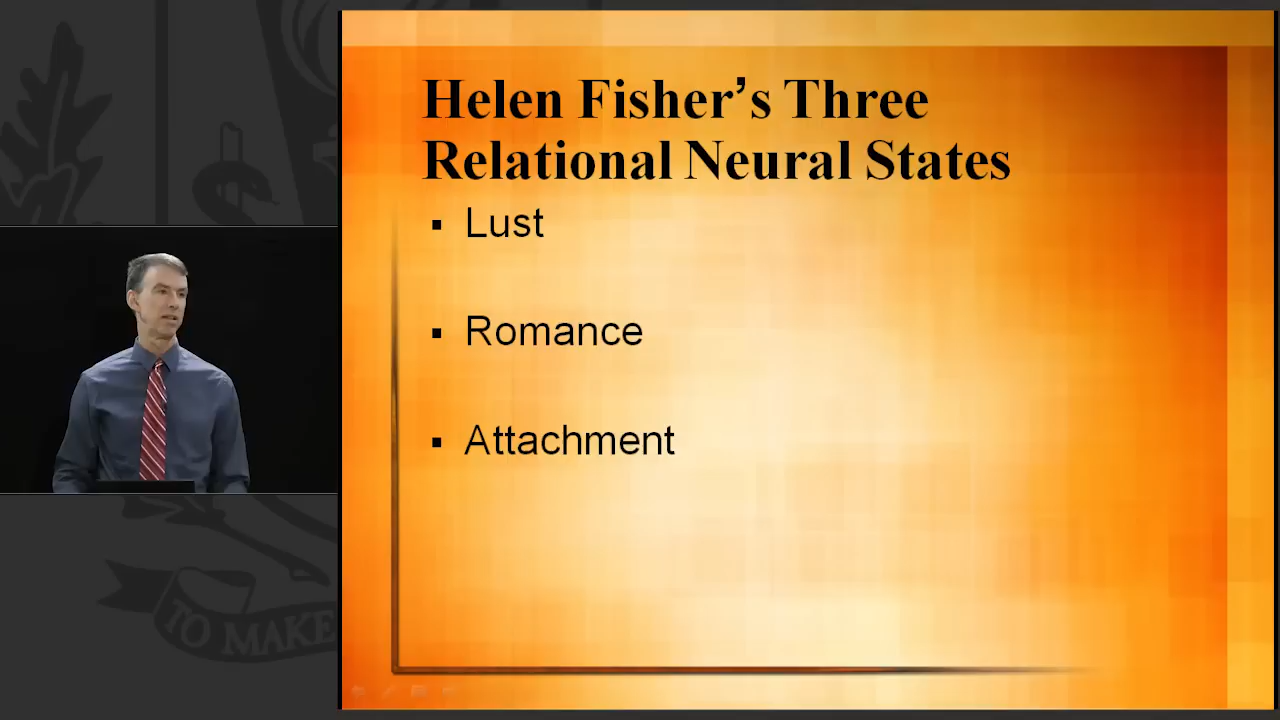 Helen Fisher’s Three
Relational Neural States
▪ Lust
▪ Romance
▪ Attachment
TO MAKE